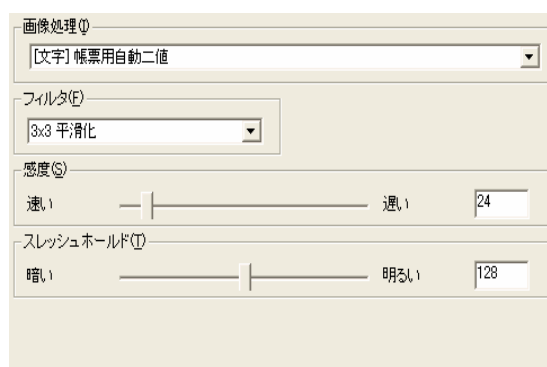 画像処理(I)
[文字] 帳票用自動二値
フィルタ(F)
3x3 平滑化
感度(S)
速い 遅い 24
スレッシュホールド(T)
暗い 明るい 128